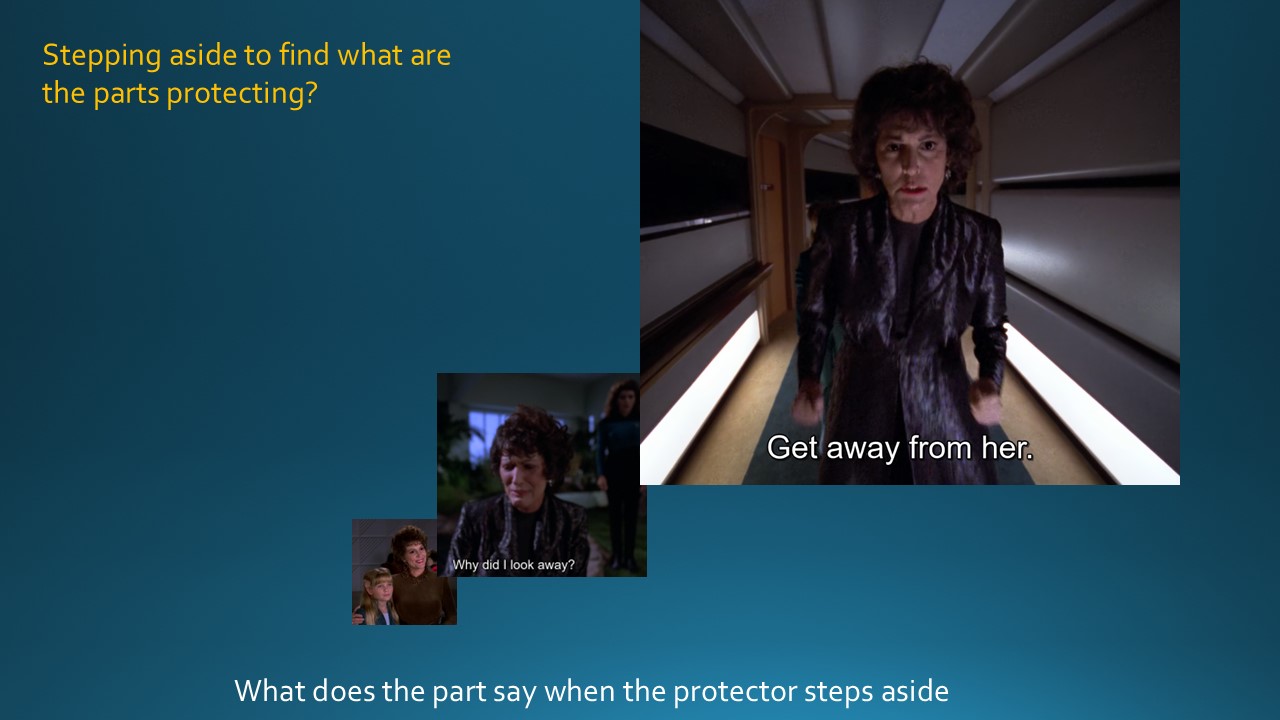 Stepping aside to find what are
the parts protecting?
Get away from her.
Why did I look away?
What does the part say when the protector steps aside